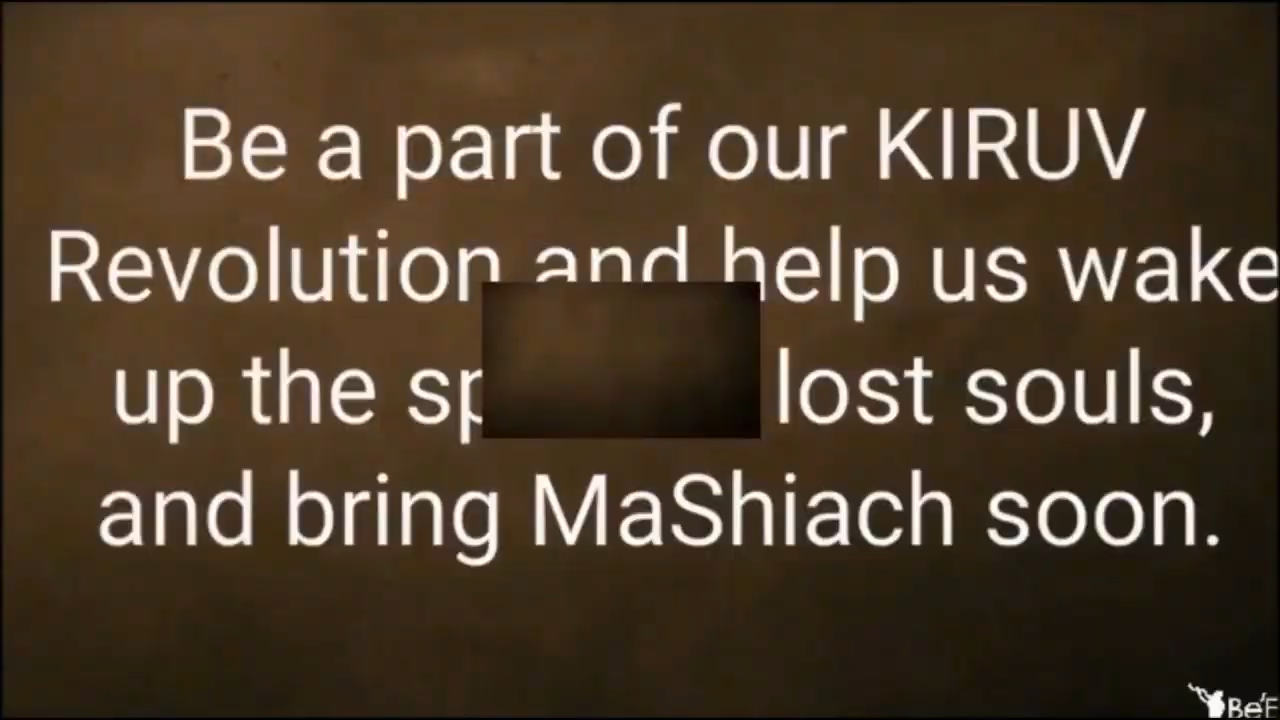 Be a part of our KIRUV
Revolution and help us wake
up the lost souls,
and bring MaShiach soon.